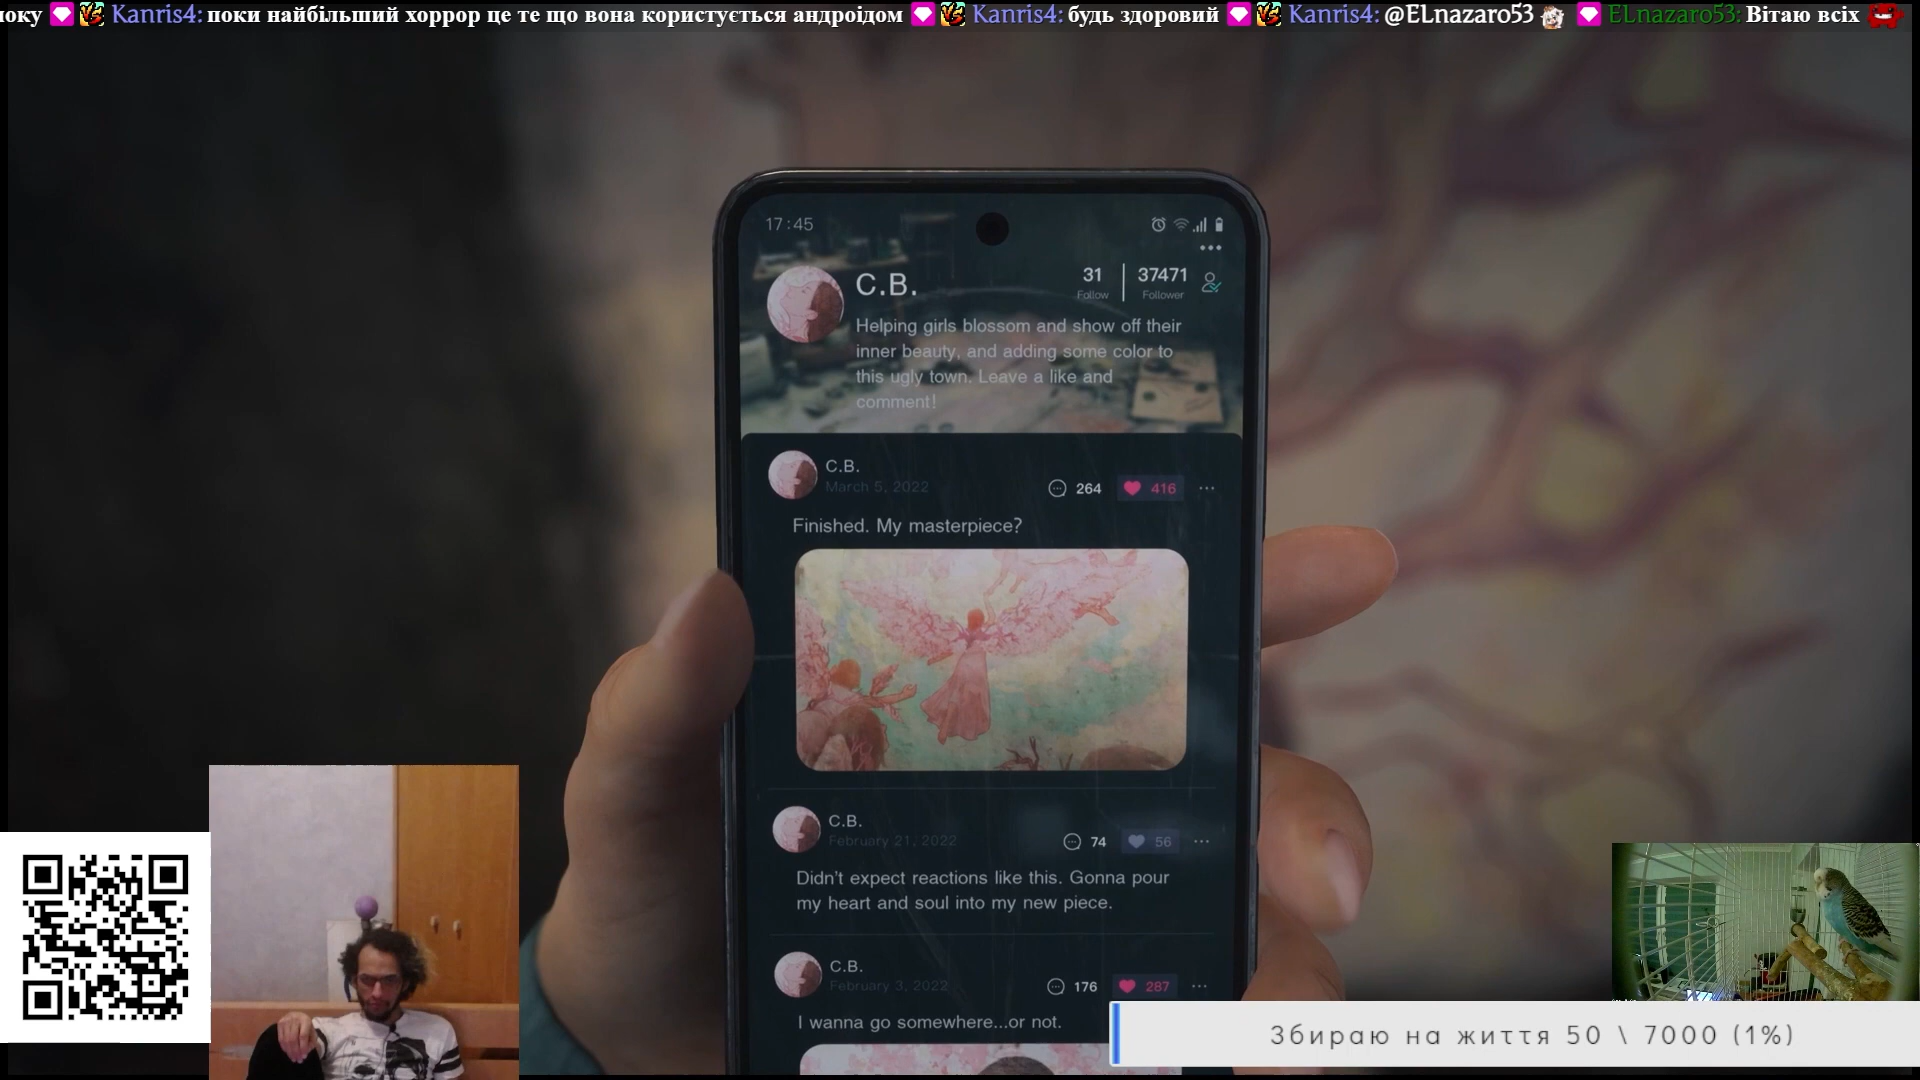 оку Kanris4: поки найбільший хоррор це те що вона користується андроідом Kanris4: будь здоровий Kanris4: @ELnazaro53 ELnazaro53: Вітаю всіх
17:45
C.B.
31
Follow
37471
Follower
Helping girls blossom and show off their
inner beauty, and adding some color to
this ugly town. Leave a like and
comment!
C.B.
March 5, 2022
264
416
Finished. My masterpiece?
C.B.
February 21, 2022
74
56
Didn't expect reactions like this. Gonna pour
my heart and soul into my new piece.
C.B.
February 3, 2022
176
287
I wanna go somewhere...or not.
Збираю на життя 50 \ 7000 (1%)